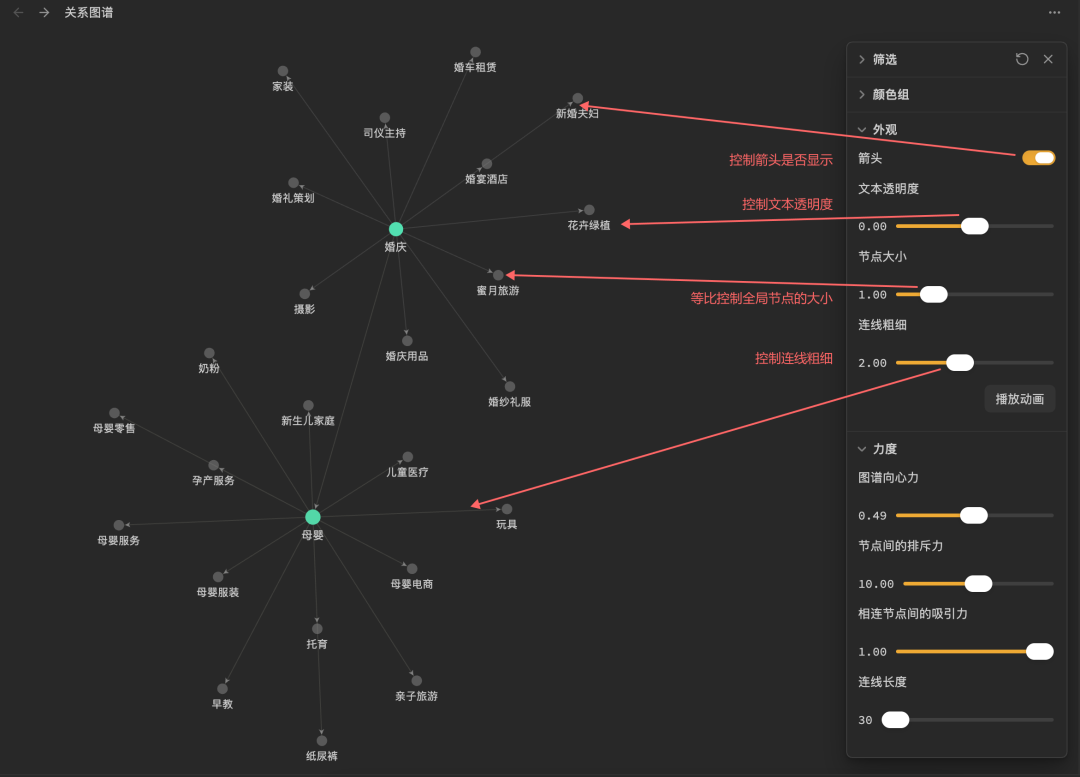 关系图谱
婚车租赁
家装
新婚夫妇
司仪主持
婚宴酒店
婚礼策划
花卉绿植
婚庆
蜜月旅游
摄影
婚庆用品
奶粉
婚纱礼服
新生儿家庭
母婴零售
儿童医疗
孕产服务
玩具
母婴
母婴服务
母婴电商
母婴服装
托育
亲子旅游
早教
纸尿裤
控制箭头是否显示
控制文本透明度
等比控制全局节点的大小
控制连线粗细
筛选
颜色组
外观
箭头
文本透明度
0.00
节点大小
1.00
连线粗细
2.00
播放动画
力度
图谱向心力
0.49
节点间的排斥力
10.00
相连节点间的吸引力
1.00
连线长度
30